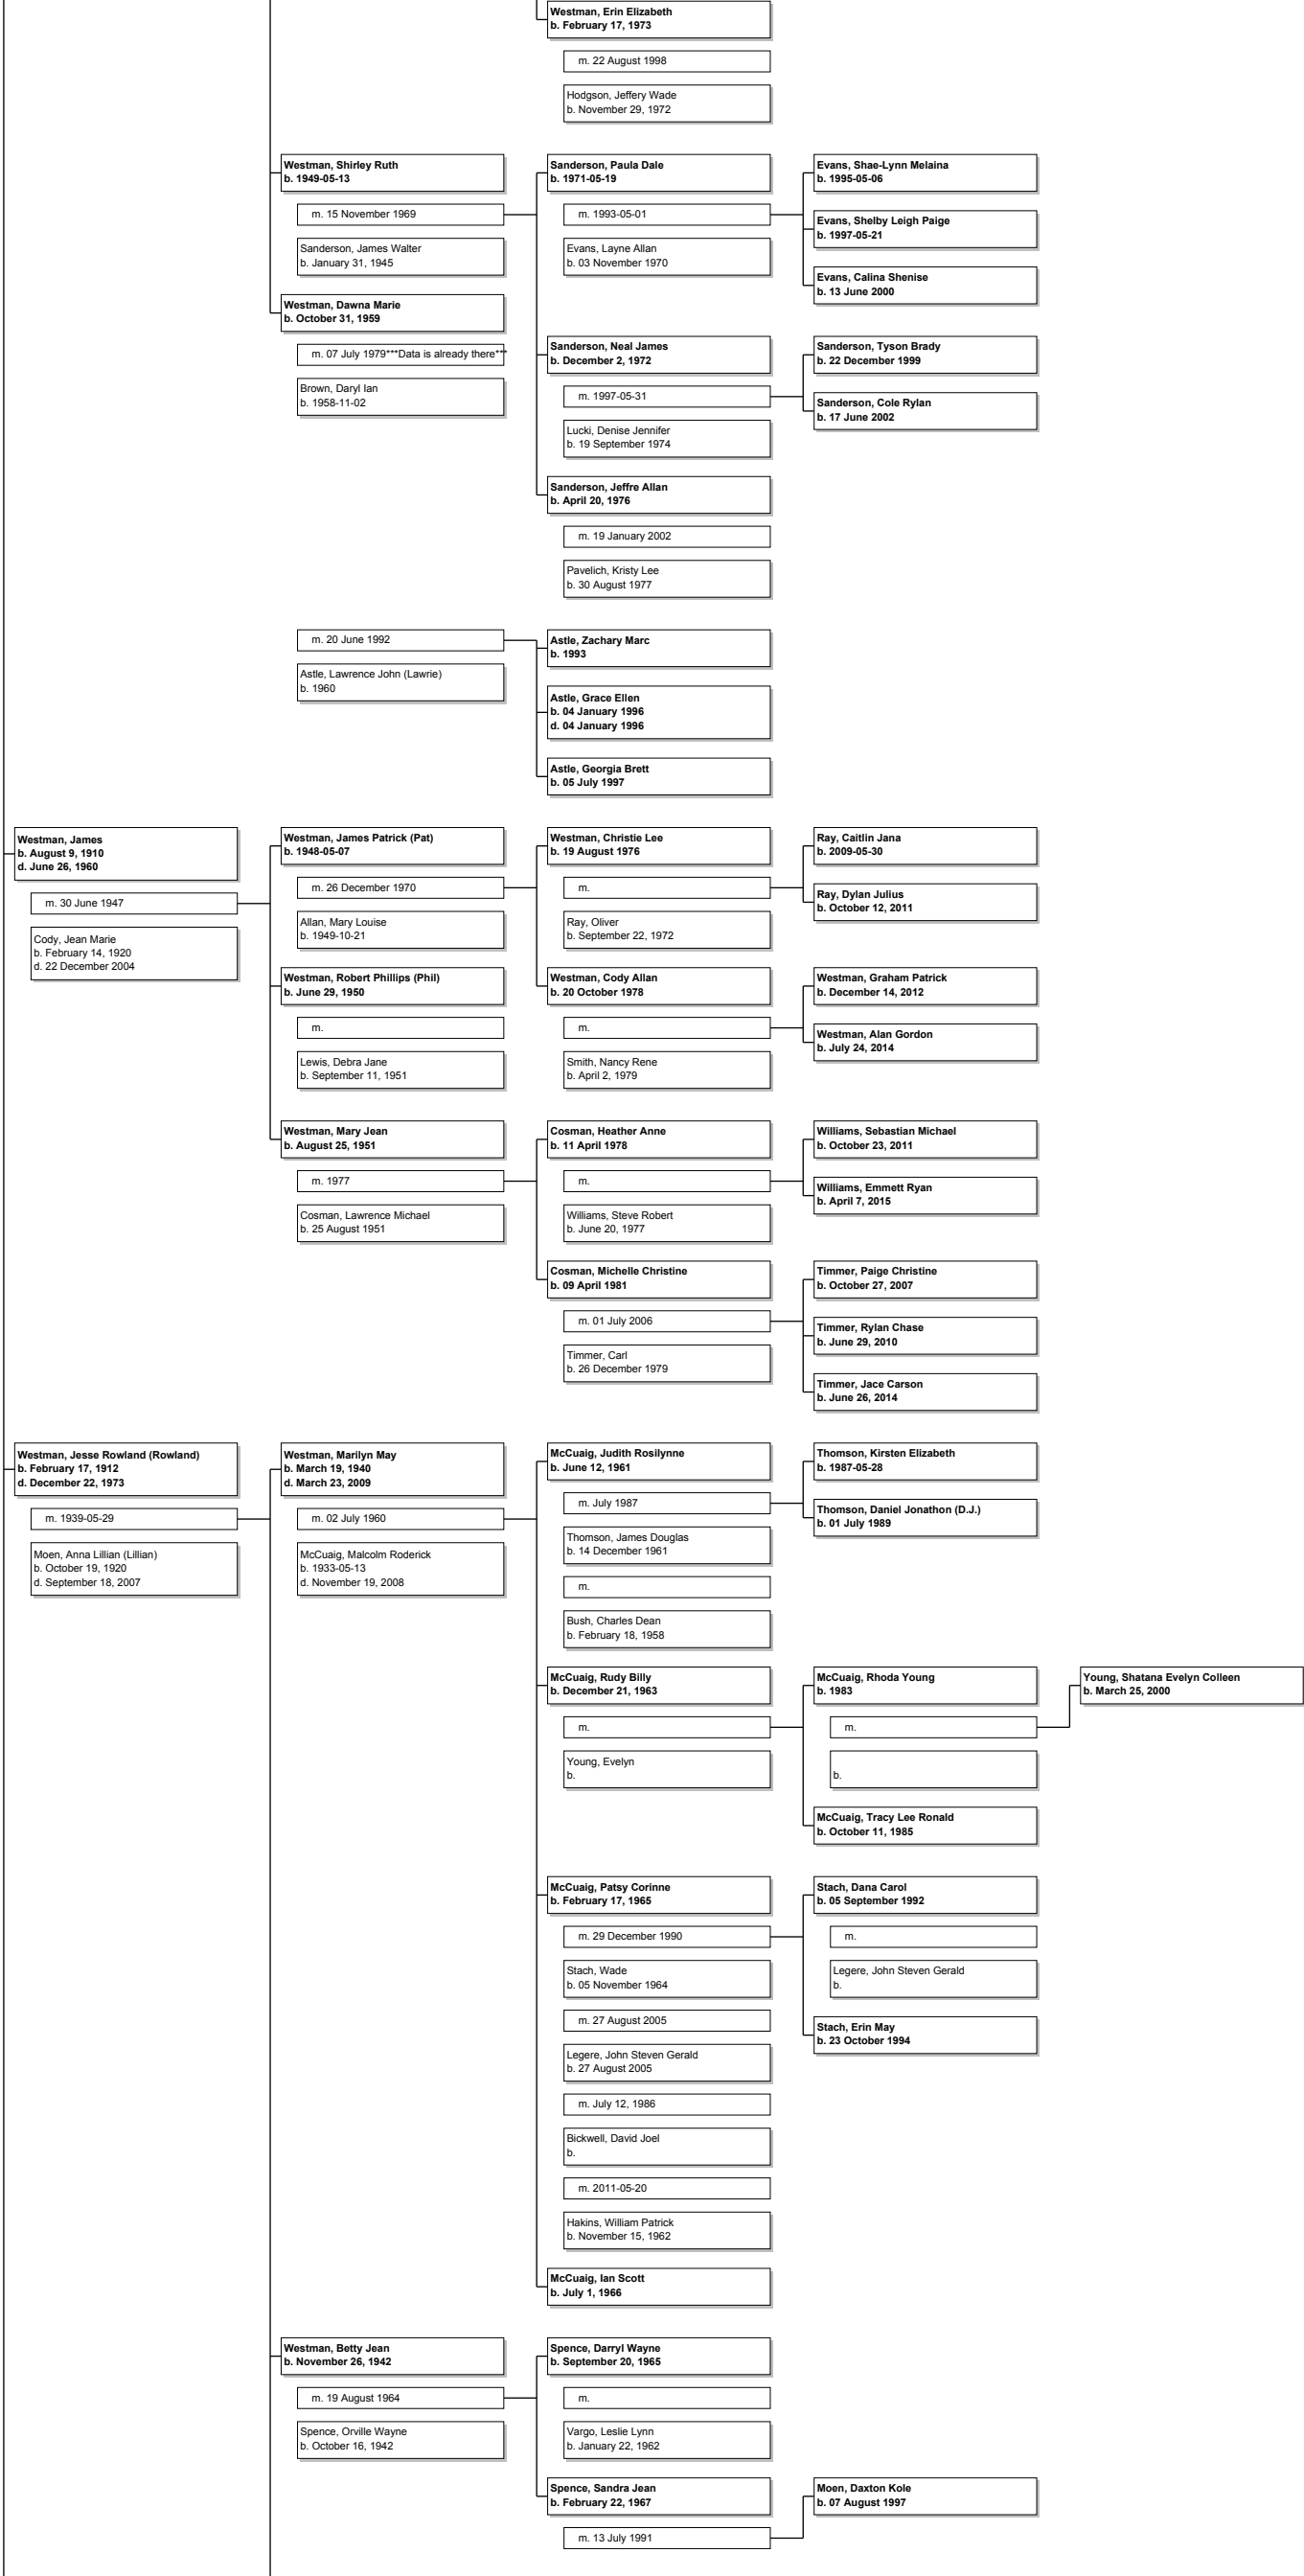 Westman, Erin Elizabeth
b. February 17, 1973
m. 22 August 1998
Hodgson, Jeffery Wade
b. November 29, 1972
Westman, Shirley Ruth
b. 1949-05-13
m. 15 November 1969
Sanderson, James Walter
b. January 31, 1945
Sanderson, Paula Dale
b. 1971-05-19
m. 1993-05-01
Evans, Layne Allan
b. 03 November 1970
Evans, Shae-Lynn Melaina
b. 1995-05-06
Evans, Shelby Leigh Paige
b. 1997-05-21
Evans, Calina Shenise
b. 13 June 2000
Westman, Dawna Marie
b. October 31, 1959
m. 07 July 1979***Data is already there***
Brown, Daryl Ian
b. 1958-11-02
Sanderson, Neal James
b. December 2, 1972
m. 1997-05-31
Lucki, Denise Jennifer
b. 19 September 1974
Sanderson, Tyson Brady
b. 22 December 1999
Sanderson, Cole Rylan
b. 17 June 2002
Sanderson, Jeffre Allan
b. April 20, 1976
m. 19 January 2002
Pavelich, Kristy Lee
b. 30 August 1977
m. 20 June 1992
Astle, Lawrence John (Lawrie)
b. 1960
Astle, Zachary Marc
b. 1993
Astle, Grace Ellen
b. 04 January 1996
d. 04 January 1996
Astle, Georgia Brett
b. 05 July 1997
Westman, James
b. August 9, 1910
d. June 26, 1960
m. 30 June 1947
Cody, Jean Marie
b. February 14, 1920
d. 22 December 2004
Westman, James Patrick (Pat)
b. 1948-05-07
m. 26 December 1970
Allan, Mary Louise
b. 1949-10-21
Westman, Christie Lee
b. 19 August 1976
m.
Ray, Oliver
b. September 22, 1972
Ray, Caitlin Jana
b. 2009-05-30
Ray, Dylan Julius
b. October 12, 2011
Westman, Robert Phillips (Phil)
b. June 29, 1950
m.
Lewis, Debra Jane
b. September 11, 1951
Westman, Cody Allan
b. 20 October 1978
m.
Smith, Nancy Rene
b. April 2, 1979
Westman, Graham Patrick
b. December 14, 2012
Westman, Alan Gordon
b. July 24, 2014
Westman, Mary Jean
b. August 25, 1951
m. 1977
Cosman, Lawrence Michael
b. 25 August 1951
Cosman, Heather Anne
b. 11 April 1978
m.
Williams, Steve Robert
b. June 20, 1977
Williams, Sebastian Michael
b. October 23, 2011
Williams, Emmett Ryan
b. April 7, 2015
Cosman, Michelle Christine
b. 09 April 1981
m. 01 July 2006
Timmer, Carl
b. 26 December 1979
Timmer, Paige Christine
b. October 27, 2007
Timmer, Rylan Chase
b. June 29, 2010
Timmer, Jace Carson
b. June 26, 2014
Westman, Jesse Rowland (Rowland)
b. February 17, 1912
d. December 22, 1973
m. 1939-05-29
Moen, Anna Lillian (Lillian)
b. October 19, 1920
d. September 18, 2007
Westman, Marilyn May
b. March 19, 1940
d. March 23, 2009
m. 02 July 1960
McCuaig, Malcolm Roderick
b. 1933-05-13
d. November 19, 2008
McCuaig, Judith Rosilynne
b. June 12, 1961
m. July 1987
Thomson, James Douglas
b. 14 December 1961
m.
Bush, Charles Dean
b. February 18, 1958
Thomson, Kirsten Elizabeth
b. 1987-05-28
Thomson, Daniel Jonathon (D.J.)
b. 01 July 1989
McCuaig, Rudy Billy
b. December 21, 1963
m.
Young, Evelyn
b.
McCuaig, Rhoda Young
b. 1983
m.
b.
Young, Shatana Evelyn Colleen
b. March 25, 2000
McCuaig, Tracy Lee Ronald
b. October 11, 1985
McCuaig, Patsy Corinne
b. February 17, 1965
m. 29 December 1990
Stach, Wade
b. 05 November 1964
m. 27 August 2005
Legere, John Steven Gerald
b. 27 August 2005
m. July 12, 1986
Bickwell, David Joel
b.
m. 2011-05-20
Hakins, William Patrick
b. November 15, 1962
Stach, Dana Carol
b. 05 September 1992
m.
Legere, John Steven Gerald
b.
Stach, Erin May
b. 23 October 1994
McCuaig, Ian Scott
b. July 1, 1966
Westman, Betty Jean
b. November 26, 1942
m. 19 August 1964
Spence, Orville Wayne
b. October 16, 1942
Spence, Darryl Wayne
b. September 20, 1965
m.
Vargo, Leslie Lynn
b. January 22, 1962
Spence, Sandra Jean
b. February 22, 1967
m. 13 July 1991
Moen, Daxton Kole
b. 07 August 1997